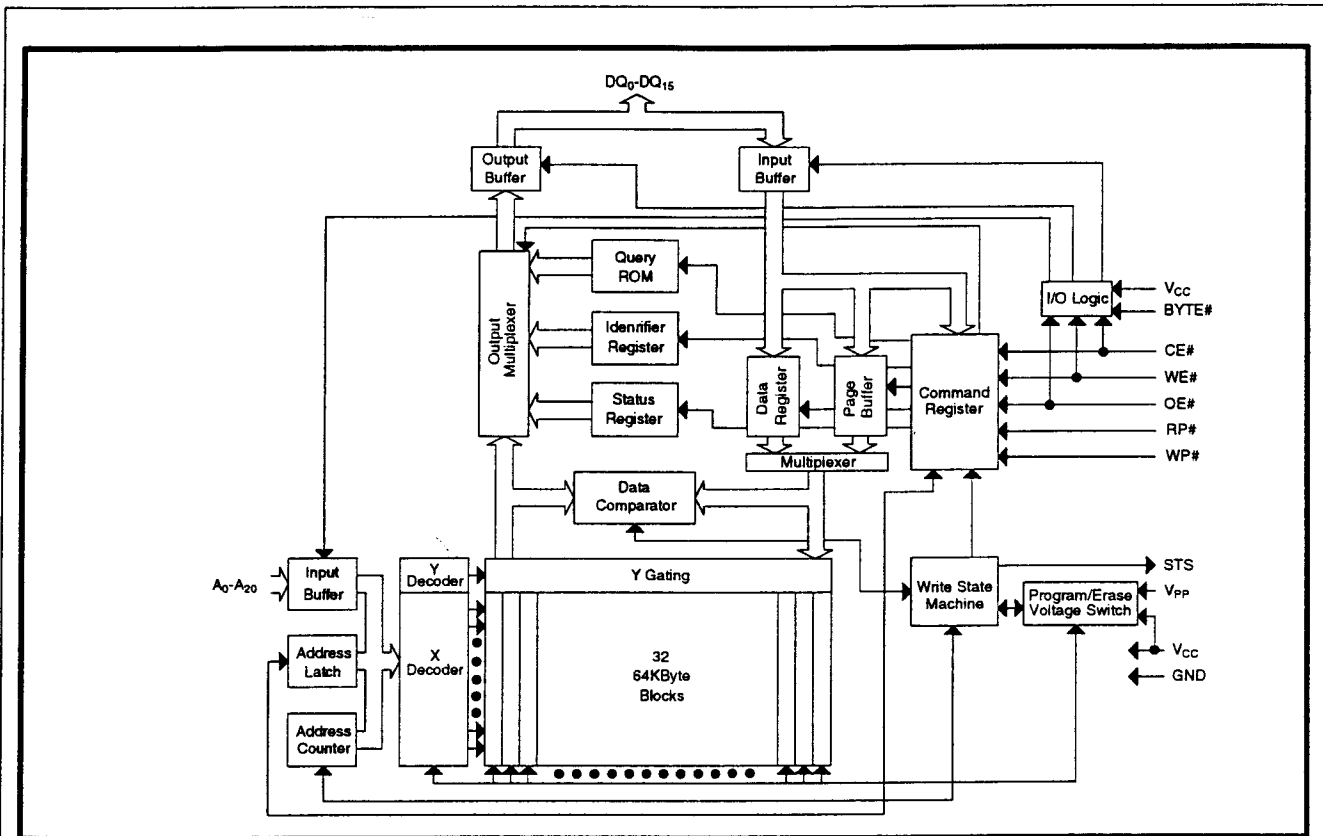 DQ0-DQ15
Output
Buffer
Input
Buffer
Output
Multiplexer
Query
ROM
Idenrifier
Register
Status
Register
Data
Register
Page
Buffer
Multiplexer
Command
Register
I/O Logic
VCC
BYTE#
CE#
WE#
OE#
RP#
WP#
Data
Comparator
A0-A20
Input
Buffer
Address
Latch
Address
Counter
Y
Decoder
X
Decoder
Y Gating
32
64KByte
Blocks
Write State
Machine
Program/Erase
Voltage Switch
STS
VPP
VCC
GND